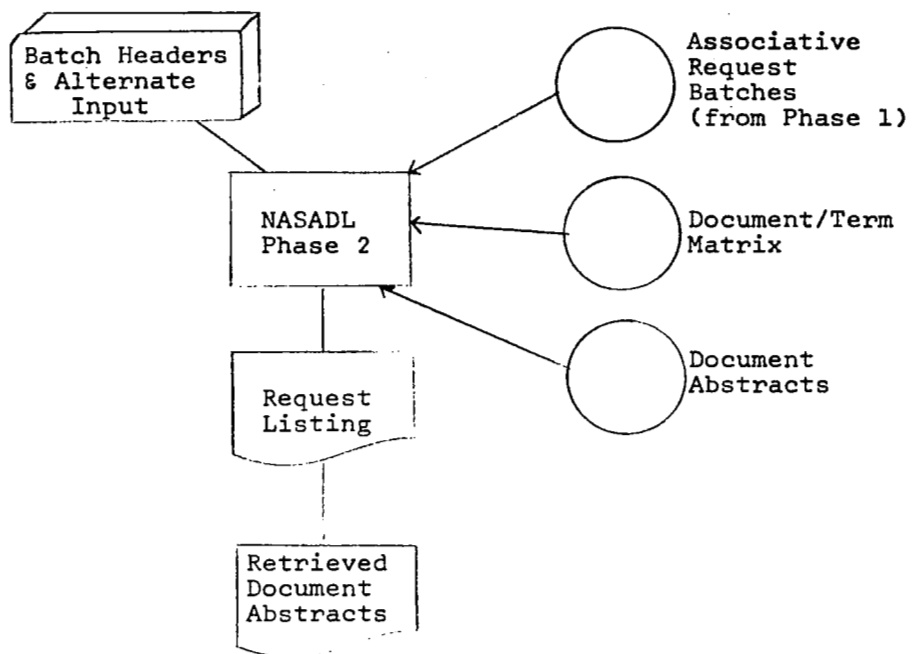 Batch Headers
& Alternate
Input
Associative
Request
Batches
(from Phase 1)
NASADL
Phase 2
Document/Term
Matrix
Document
Abstracts
Request
Listing
Retrieved
Document
Abstracts